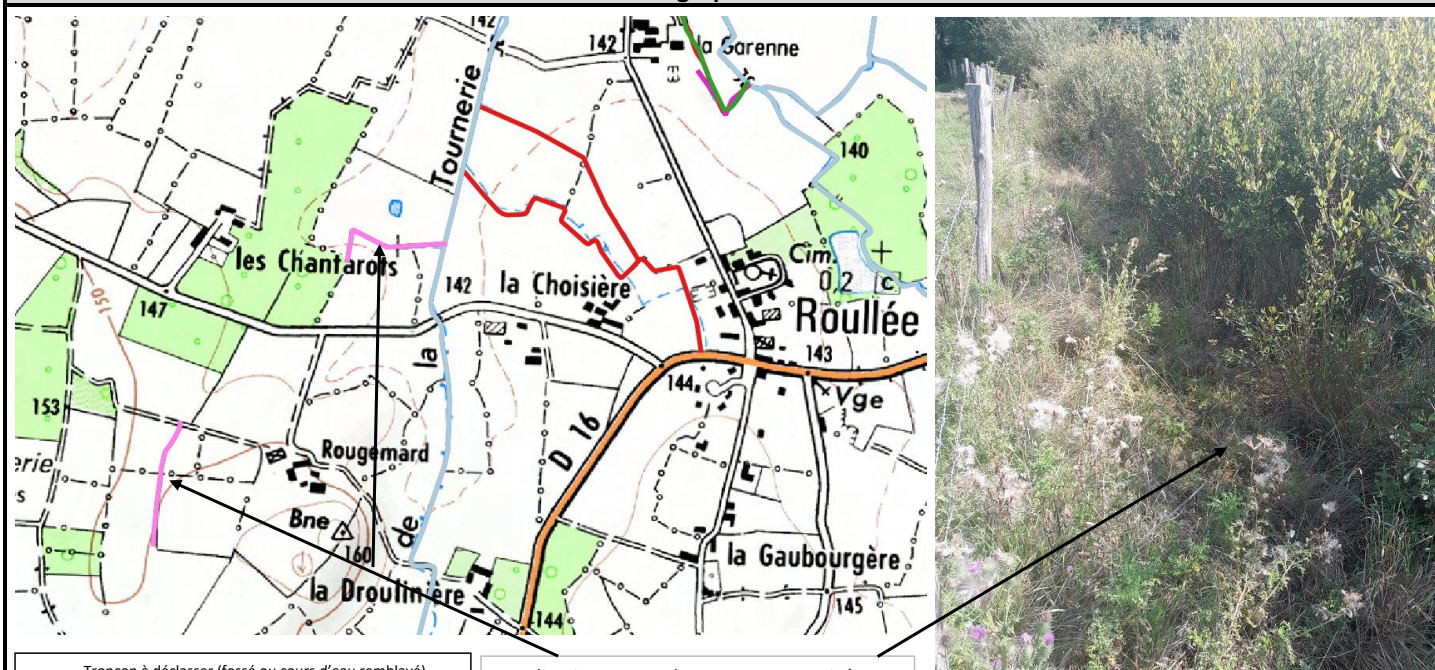 142
142
la Garenne
Tournerie
140
les Chantarots
Cim.
0,2
C
147
142
la Choisière
Roullée
150
la
143
144
153
Vge
D 16
Rougemard
erie
s
Bne
de
160
la Gaubourgère
la Droulinière
144
145
Tronçon à déclasser (fossé ou cours d'eau remblayé)